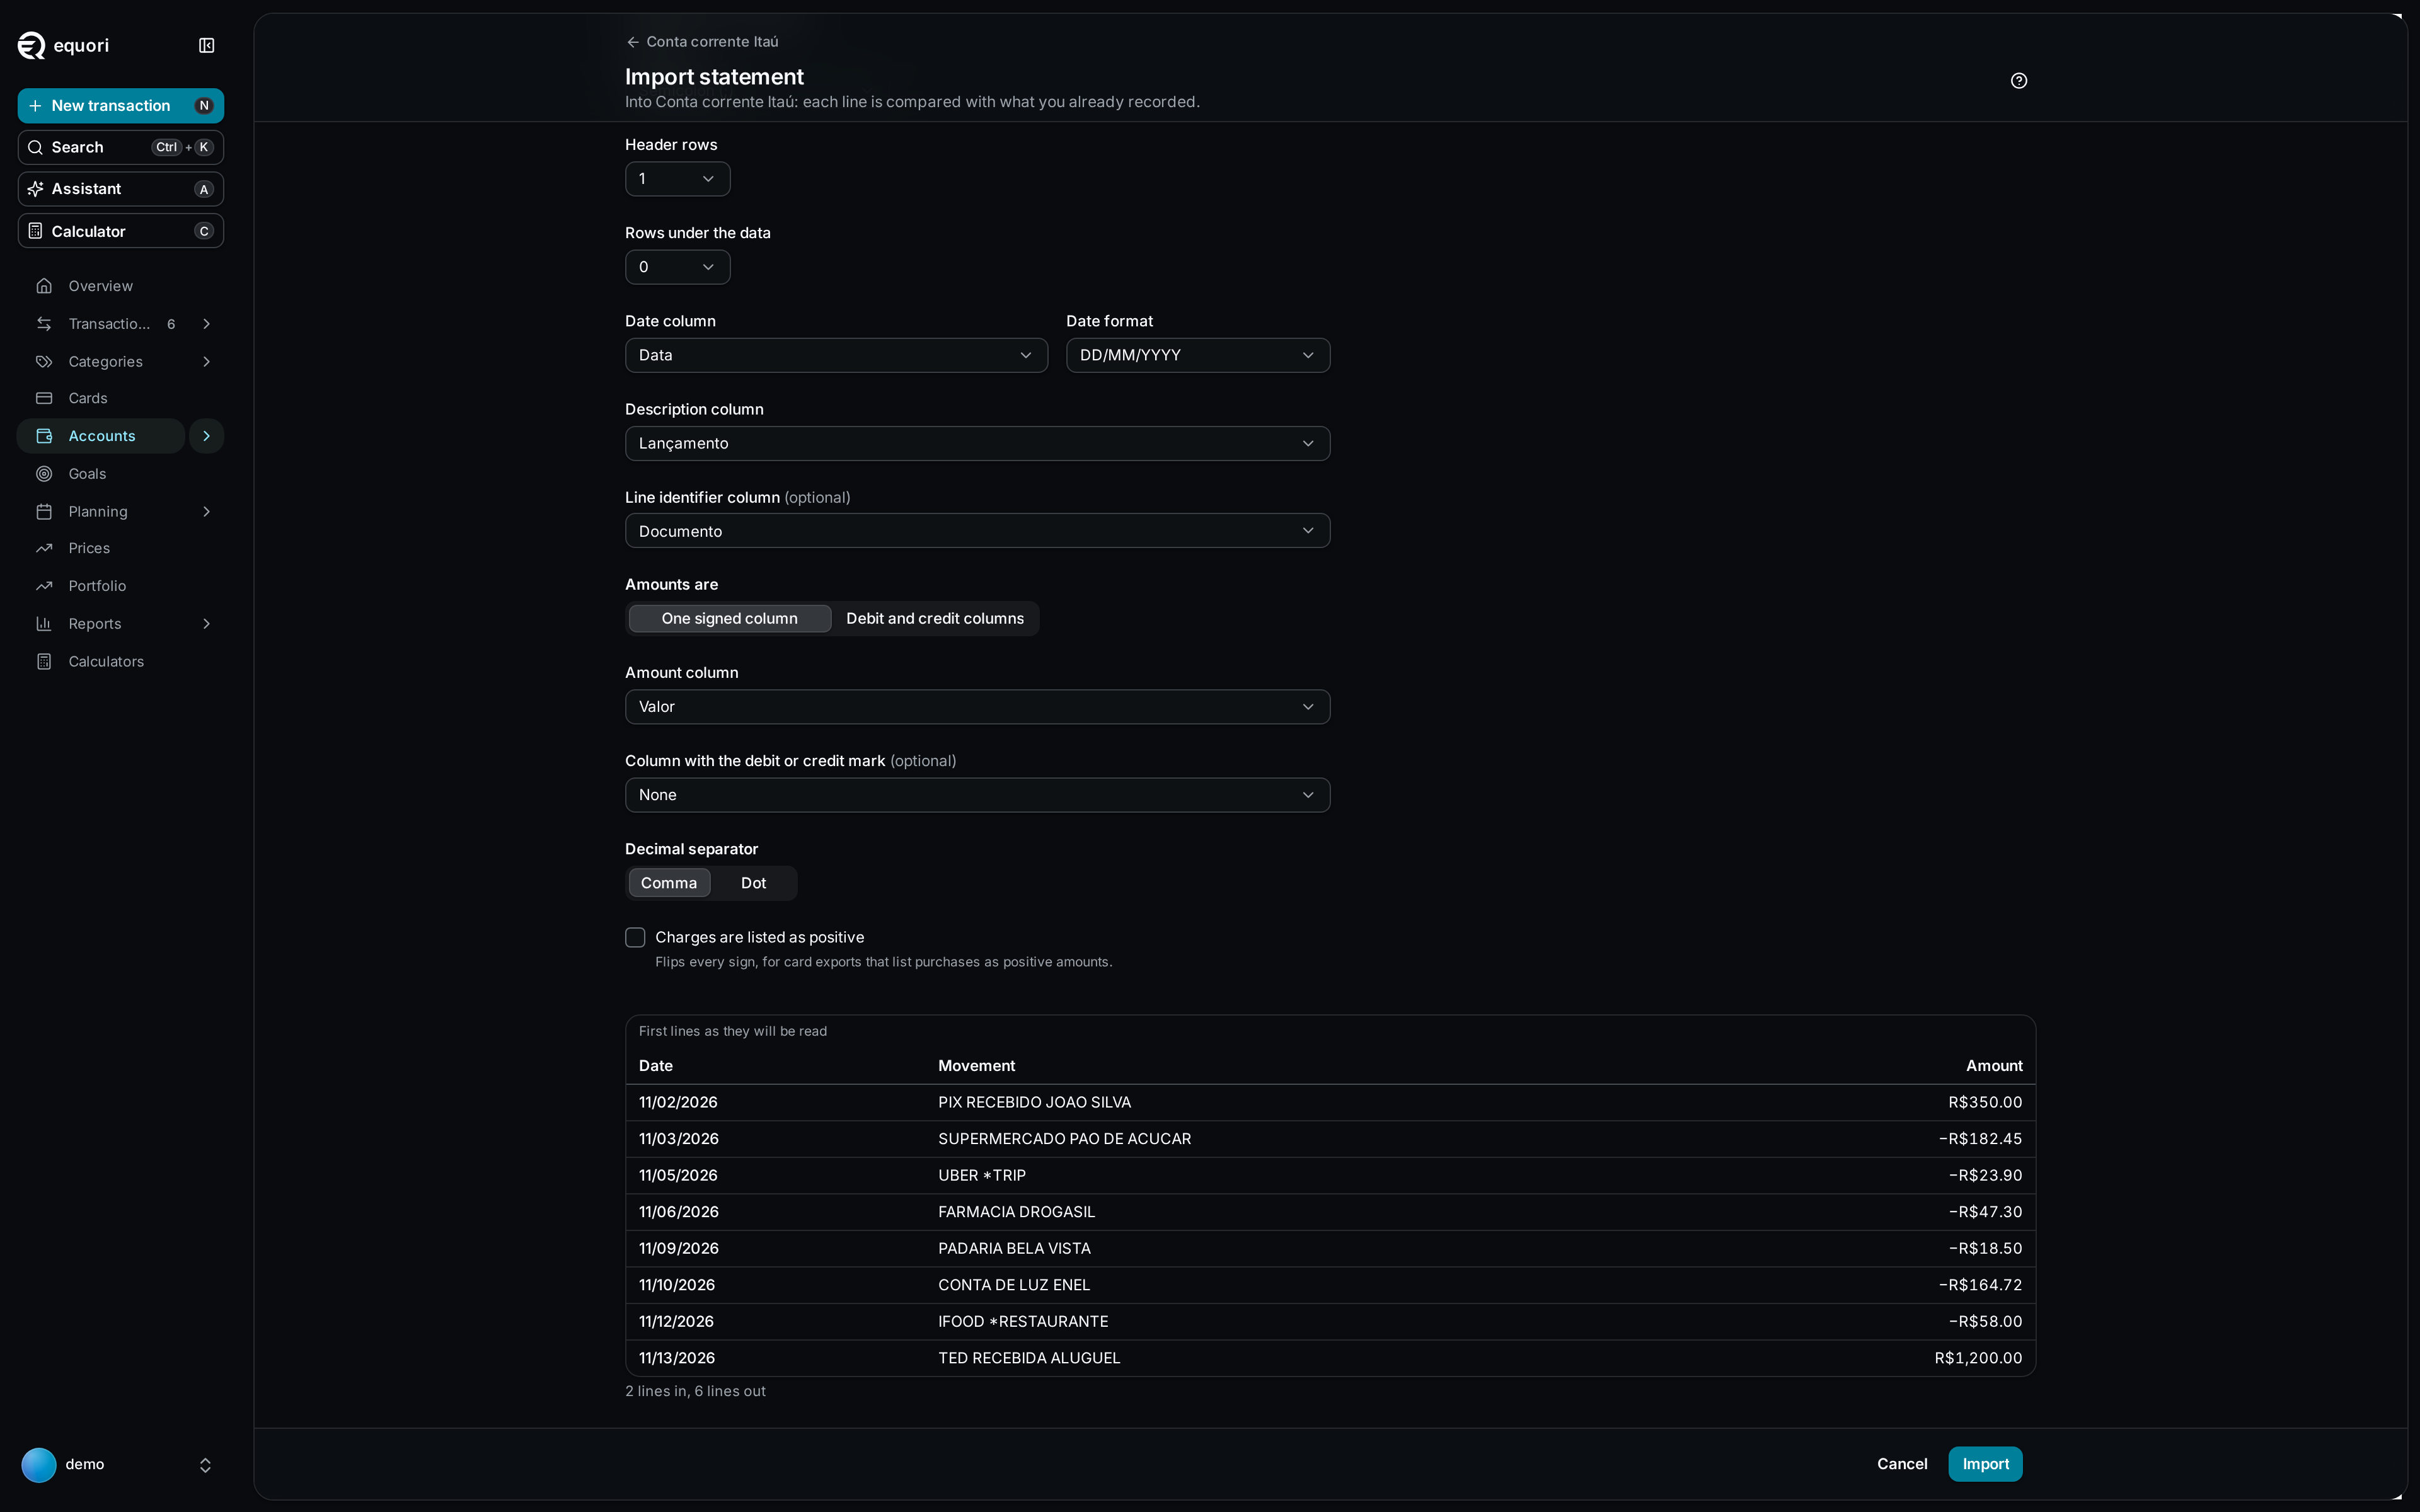 equori
New transaction N
Search Ctrl + K
Assistant A
Calculator C
Overview
Transactio... 6
Categories
Cards
Accounts
Goals
Planning
Prices
Portfolio
Reports
Calculators
demo
Conta corrente Itaú
Import statement
Into Conta corrente Itaú: each line is compared with what you already recorded.
Header rows
1
Rows under the data
0
Date column Date format
Data DD/MM/YYYY
Description column
Lançamento
Line identifier column (optional)
Documento
Amounts are
One signed column Debit and credit columns
Amount column
Valor
Column with the debit or credit mark (optional)
None
Decimal separator
Comma Dot
Charges are listed as positive
Flips every sign, for card exports that list purchases as positive amounts.
First lines as they will be read
Date Movement Amount
11/02/2026 PIX RECEBIDO JOAO SILVA R$350.00
11/03/2026 SUPERMERCADO PAO DE ACUCAR −R$182.45
11/05/2026 UBER *TRIP −R$23.90
11/06/2026 FARMACIA DROGASIL −R$47.30
11/09/2026 PADARIA BELA VISTA −R$18.50
11/10/2026 CONTA DE LUZ ENEL −R$164.72
11/12/2026 IFOOD *RESTAURANTE −R$58.00
11/13/2026 TED RECEBIDA ALUGUEL R$1,200.00
2 lines in, 6 lines out
Cancel Import